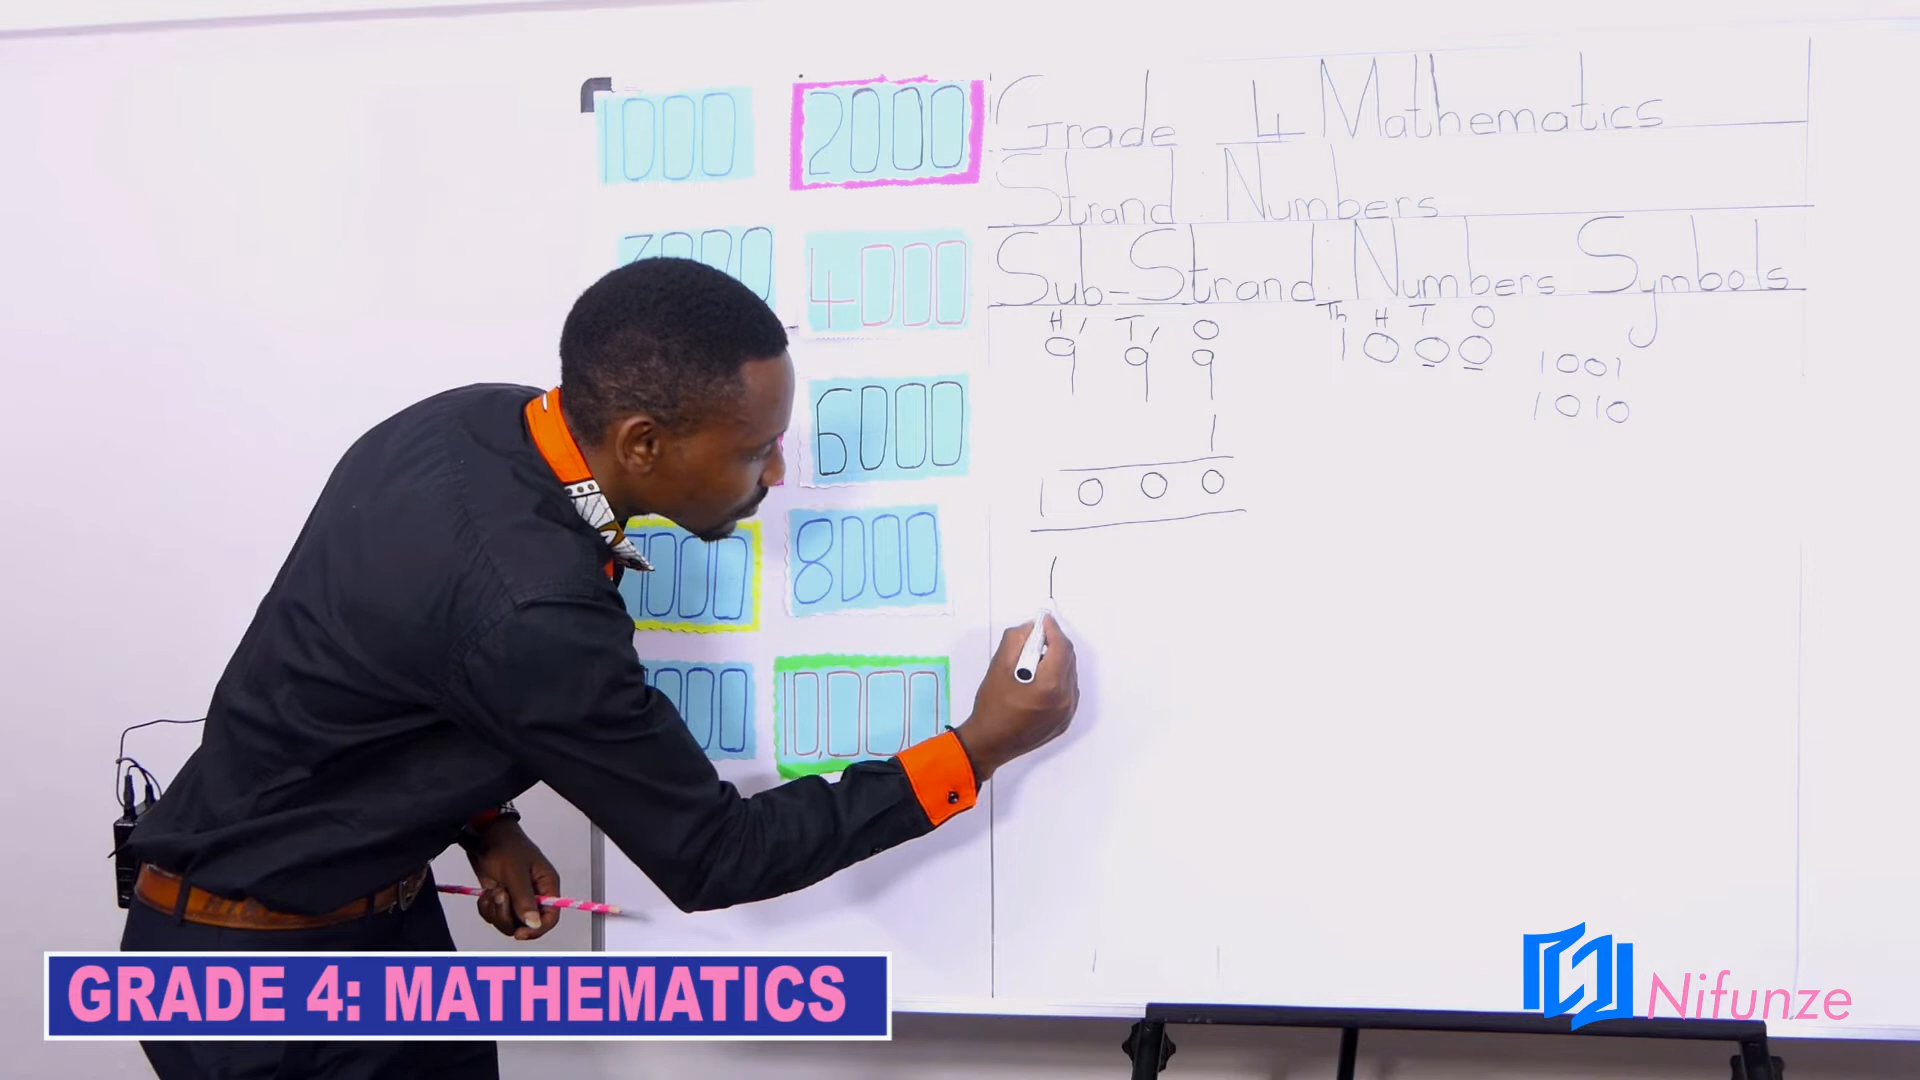 1000
2000
Grade 4 Mathematics
Strand: Numbers
4000
Sub-Strand: Numbers Symbols
H, T, O
Th H T O
9 9 9
1 0 0 0
1001
1010
6000
1
1 0 0 0
8000
1
10,000
GRADE 4: MATHEMATICS
Nifunze